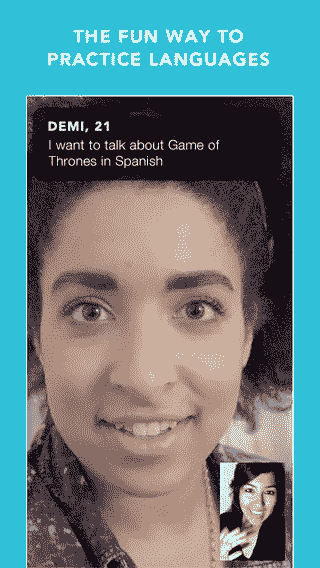 THE FUN WAY TO
PRACTICE LANGUAGES
DEMI, 21
I want to talk about Game of
Thrones in Spanish